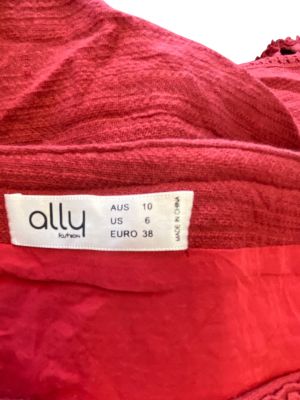 ally
fashion
AUS 10
US 6
EURO 38
MADE IN CHINA